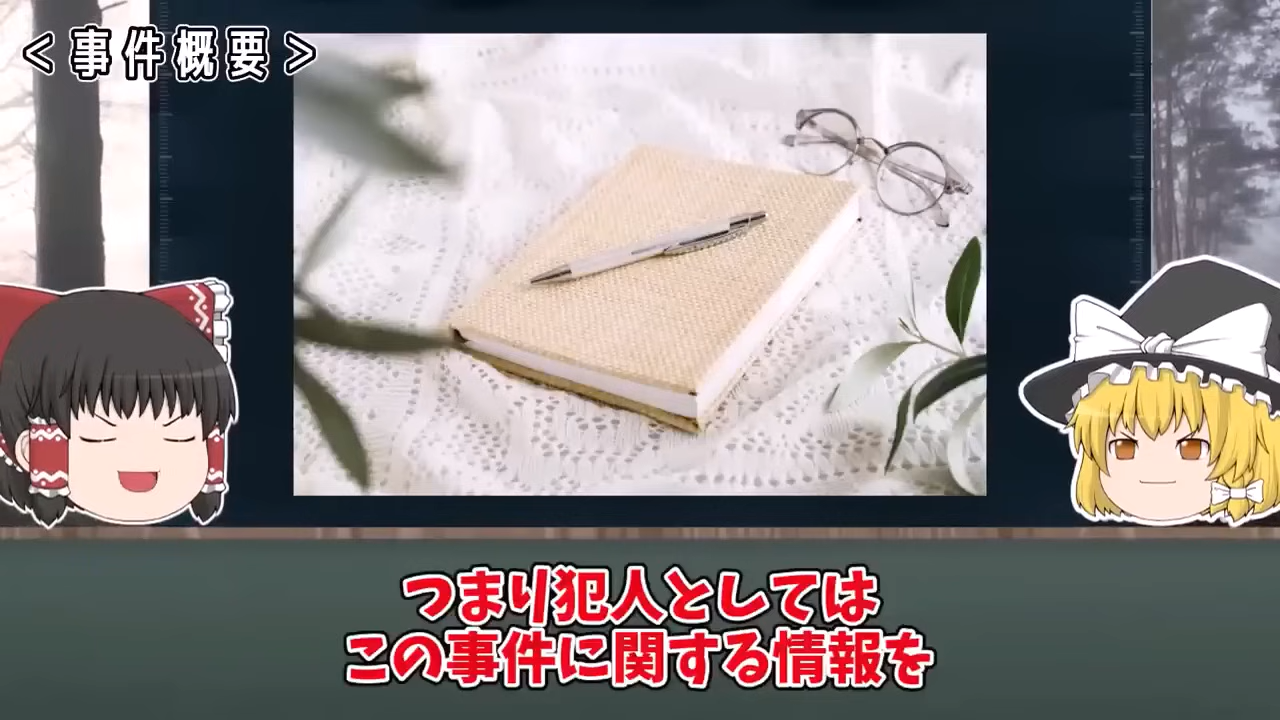 ＜事件概要＞
つまり犯人としては
この事件に関する情報を